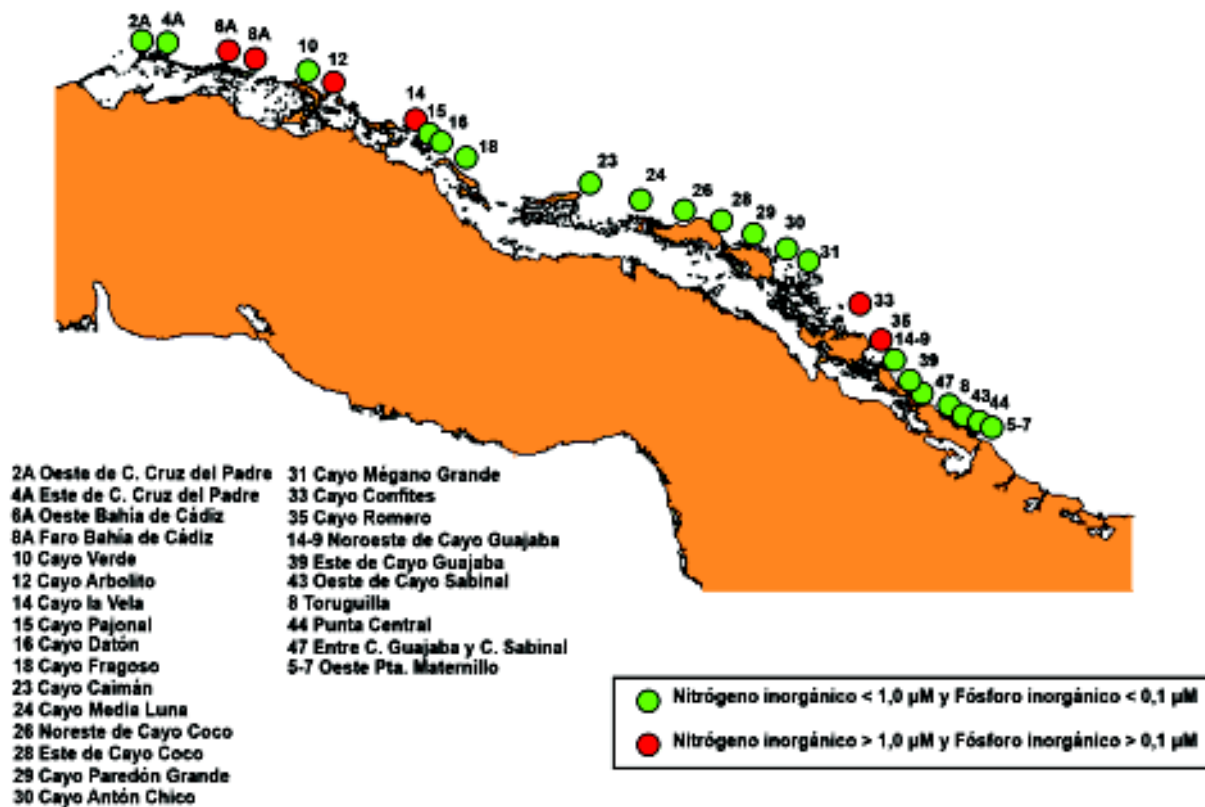 2A 4A 6A 8A
10
12
14
15
16
18
23
24
26
28
29
30
31
33
35
14-9
39
47 8 43 44
5-7
2A Oeste de C. Cruz del Padre
4A Este de C. Cruz del Padre
6A Oeste Bahía de Cádiz
8A Faro Bahía de Cádiz
10 Cayo Verde
12 Cayo Arbolito
14 Cayo la Vela
15 Cayo Pajonal
16 Cayo Datón
18 Cayo Fragoso
23 Cayo Caimán
24 Cayo Media Luna
26 Noreste de Cayo Coco
28 Este de Cayo Coco
29 Cayo Paredón Grande
30 Cayo Antón Chico
31 Cayo Mégano Grande
33 Cayo Confites
35 Cayo Romero
14-9 Noroeste de Cayo Guajaba
39 Este de Cayo Guajaba
43 Oeste de Cayo Sabinal
8 Toruguilla
44 Punta Central
47 Entre C. Guajaba y C. Sabinal
5-7 Oeste Pta. Maternillo
Nitrógeno inorgánico < 1,0 µM y Fósforo inorgánico < 0,1 µM
Nitrógeno inorgánico > 1,0 µM y Fósforo inorgánico > 0,1 µM